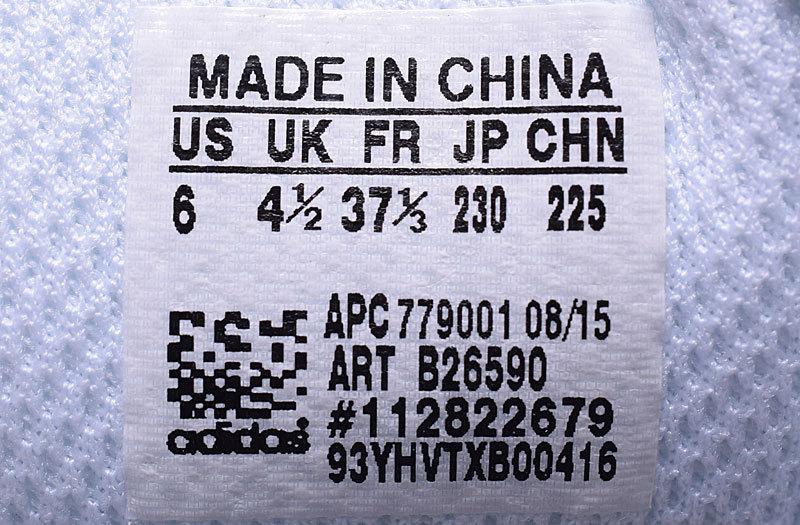 MADE IN CHINA
US UK FR JP CHN
6 4½ 37⅓ 230 225
APC 779001 08/15
ART B26590
#112822679
adidas
93YHVTXB00416